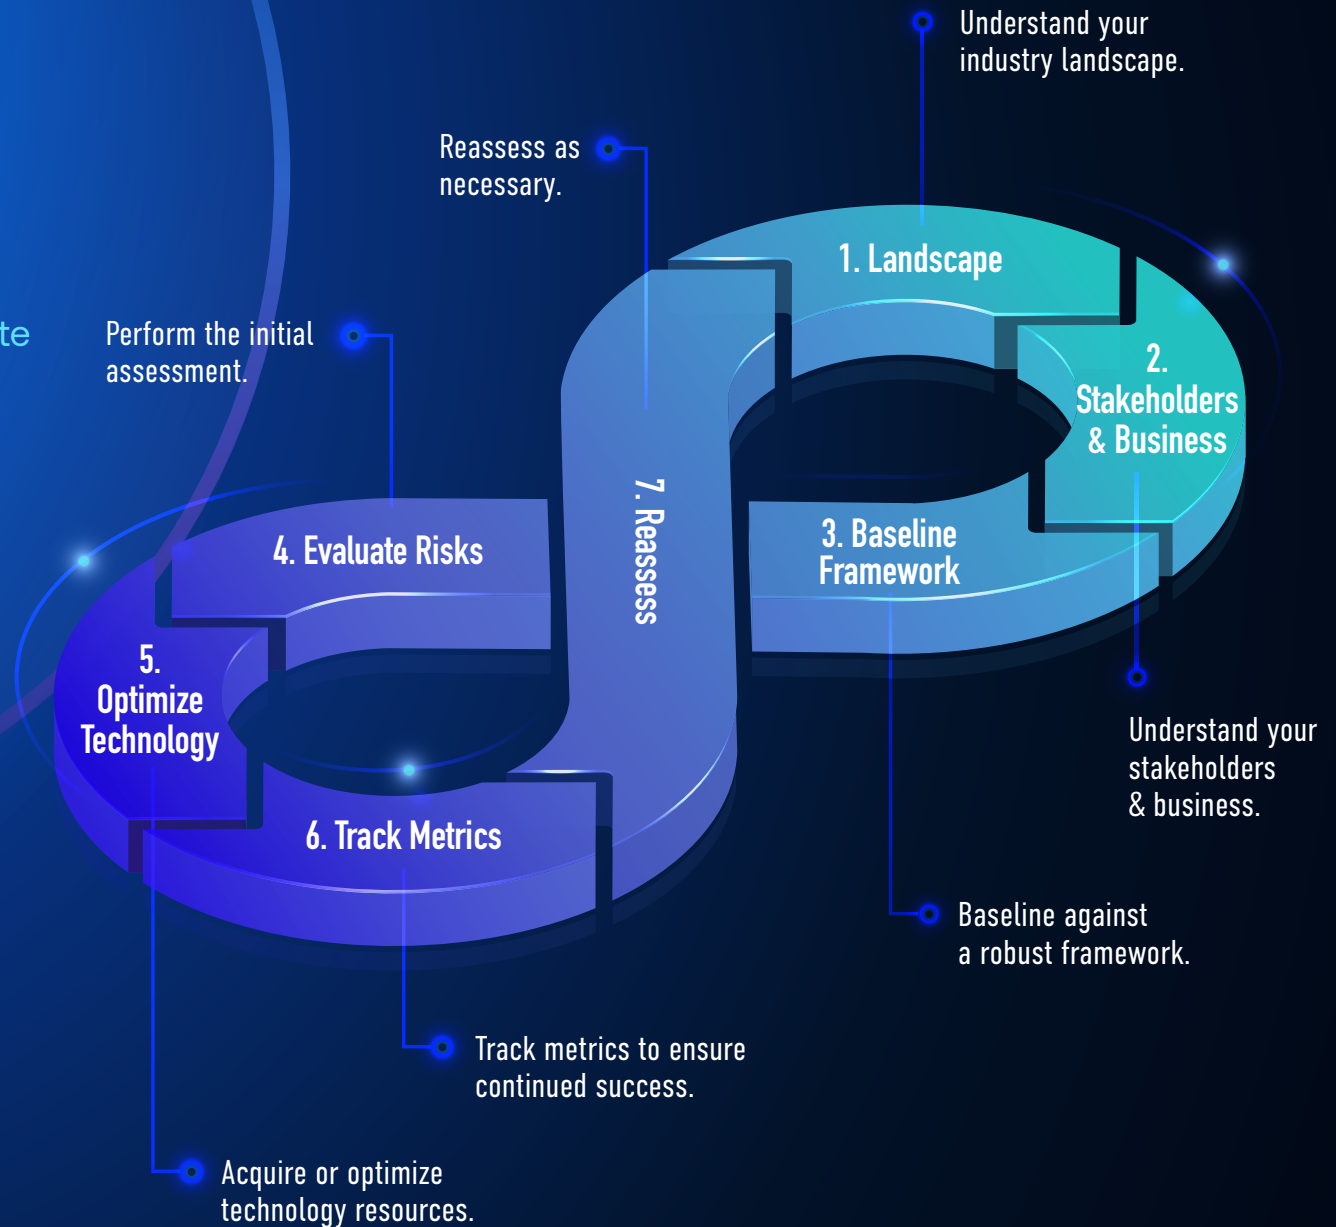 Understand your
industry landscape.
Reassess as
necessary.
1. Landscape
te
Perform the initial
assessment.
2.
Stakeholders
& Business
7. Reassess
3. Baseline
Framework
4. Evaluate Risks
5.
Optimize
Technology
6. Track Metrics
Understand your
stakeholders
& business.
Baseline against
a robust framework.
Track metrics to ensure
continued success.
Acquire or optimize
technology resources.